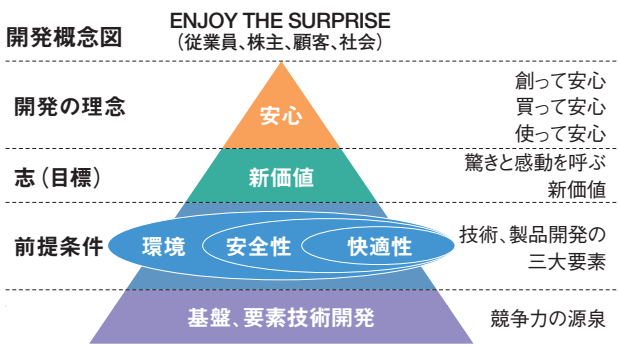 開発概念図
ENJOY THE SURPRISE
(従業員、株主、顧客、社会)
開発の理念
安心
創って安心
買って安心
使って安心
志(目標)
新価値
驚きと感動を呼ぶ
新価値
前提条件
環境
安全性
快適性
技術、製品開発の
三大要素
基盤、要素技術開発
競争力の源泉